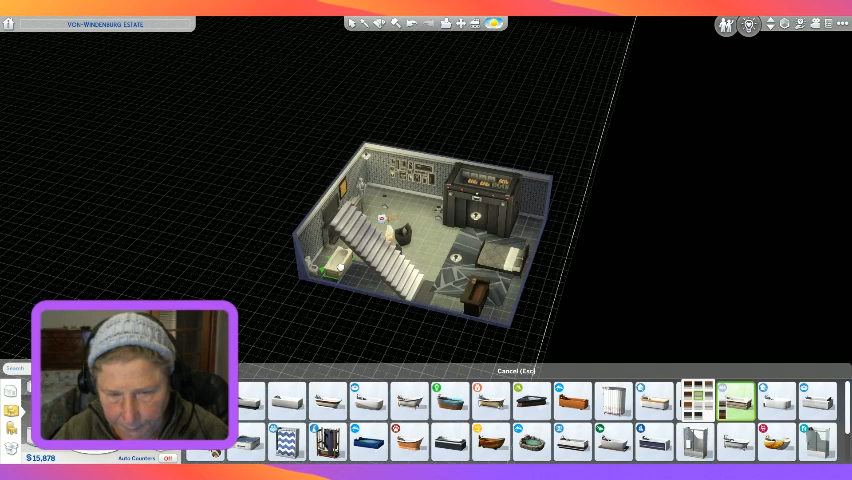 VON-WINDENBURG ESTATE
Cancel (Esc)
Search
$15,878
Auto Counters Off